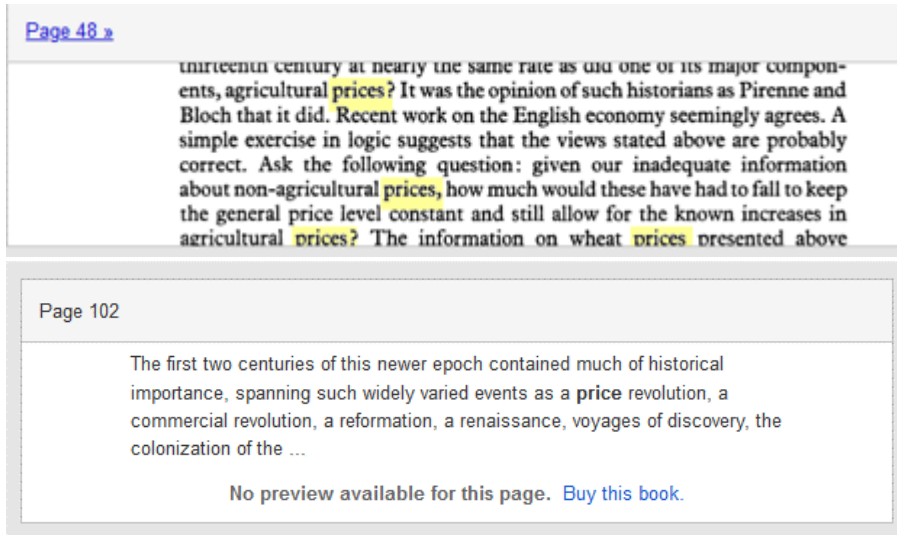 Page 48 »
thirteenth century at nearly the same rate as did one of its major compon-
ents, agricultural prices? It was the opinion of such historians as Pirenne and
Bloch that it did. Recent work on the English economy seemingly agrees. A
simple exercise in logic suggests that the views stated above are probably
correct. Ask the following question: given our inadequate information
about non-agricultural prices, how much would these have had to fall to keep
the general price level constant and still allow for the known increases in
agricultural prices? The information on wheat prices presented above
Page 102
The first two centuries of this newer epoch contained much of historical
importance, spanning such widely varied events as a price revolution, a
commercial revolution, a reformation, a renaissance, voyages of discovery, the
colonization of the ...
No preview available for this page. Buy this book.